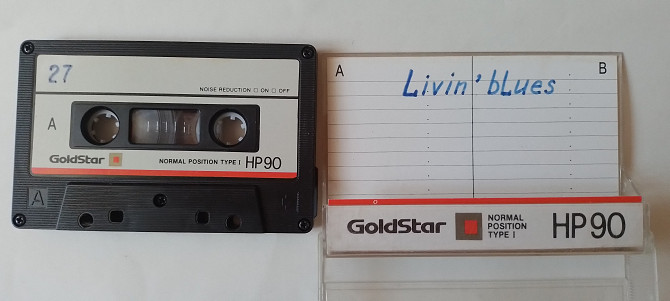 27
NOISE REDUCTION □ ON □ OFF
A
GoldStar NORMAL POSITION TYPE I HP90
A
A B
Livin' bLues
GoldStar NORMAL POSITION TYPE I HP90